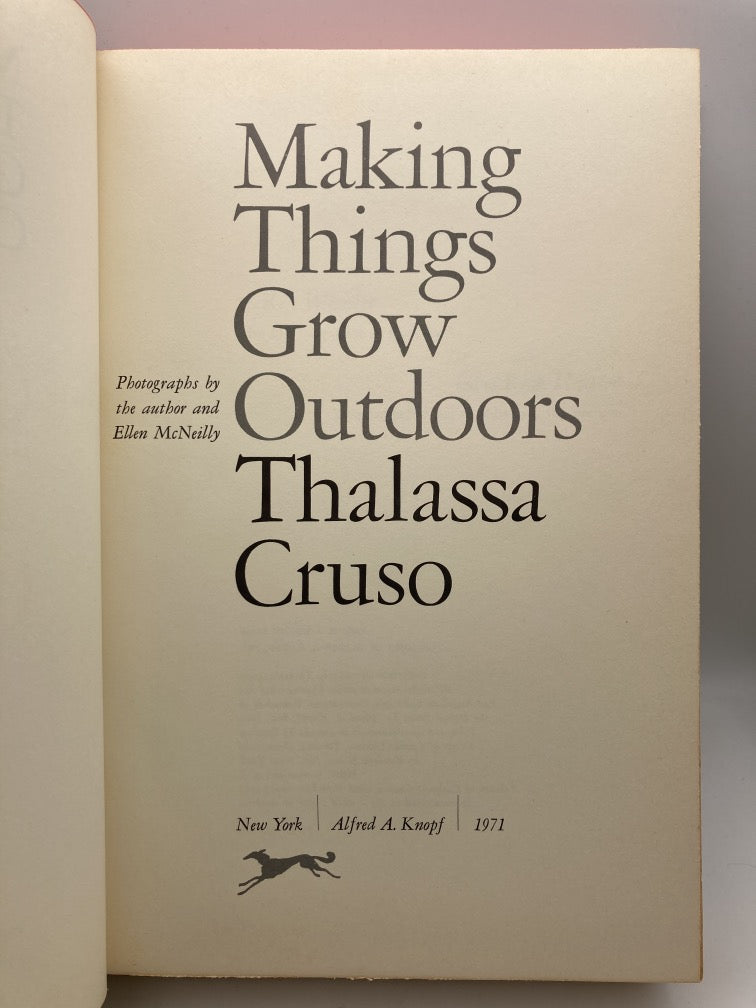 Making
Things
Grow
Photographs by
the author and
Ellen McNeilly
Outdoors
Thalassa
Cruso
New York | Alfred A. Knopf | 1971